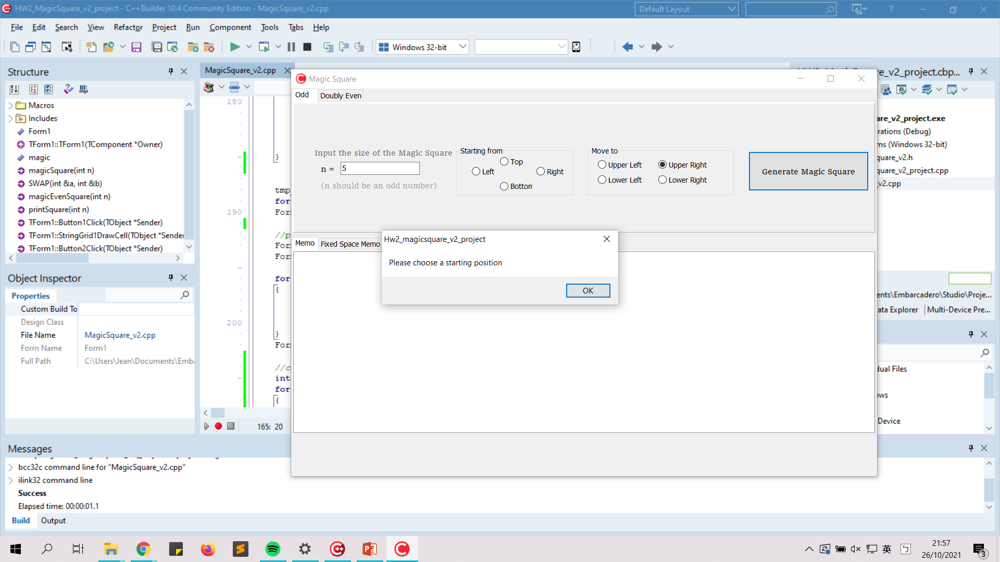 HW2_MagicSquare_v2_project - C++Builder 10.4 Community Edition - MagicSquare_v2.cpp
Default Layout
?
File Edit Search View Refactor Project Run Component Tools Tabs Help
Windows 32-bit
Structure
Macros
Includes
Form1
TForm1::TForm1(TComponent *Owner)
magic
magicSquare(int n)
SWAP(int &a, int &b)
magicEvenSquare(int n)
printSquare(int n)
TForm1::Button1Click(TObject *Sender)
TForm1::StringGrid1DrawCell(TObject *Sende
TForm1::Button2Click(TObject *Sender)
Object Inspector
Properties
Custom Build To
Design Class
File Name MagicSquare_v2.cpp
Form Name Form1
Full Path C:\Users\Jean\Documents\Emba
MagicSquare_v2.cpp
180
}
tmp
for
190 For
//p
For
For
for
{
200
}
For
//c
int
for
{
165: 20
Magic Square
Odd Doubly Even
Input the size of the Magic Square
n = 5
(n should be an odd number)
Starting from
Top
Left Right
Bottom
Move to
Upper Left Upper Right
Lower Left Lower Right
Generate Magic Square
Memo Fixed Space Memo
Hw2_magicsquare_v2_project
Please choose a starting position
OK
e_v2_project.cbp...
are_v2_project.exe
rations (Debug)
ms (Windows 32-bit)
quare_v2.h
quare_v2_project.cpp
v2.cpp
ents\Embarcadero\Studio\Proje...
ata Explorer Multi-Device Pre...
dual Files
ows
Device
Messages
bcc32c command line for "MagicSquare_v2.cpp"
ilink32 command line
Success
Elapsed time: 00:00:01.1
Build Output
英
21:57
26/10/2021
3